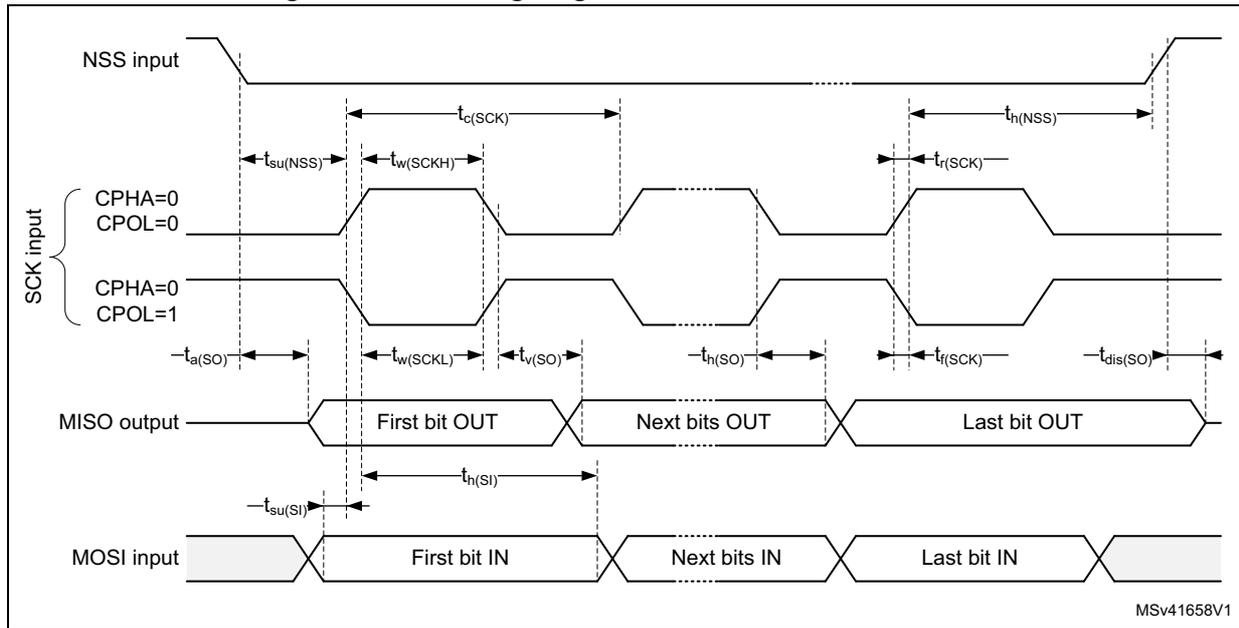 NSS input
tc(SCK)
th(NSS)
tsu(NSS)
tw(SCKH)
tr(SCK)
SCK input
CPHA=0
CPOL=0
CPHA=0
CPOL=1
ta(SO)
tw(SCKL)
tv(SO)
th(SO)
tf(SCK)
tdis(SO)
MISO output
First bit OUT
Next bits OUT
Last bit OUT
th(SI)
tsu(SI)
MOSI input
First bit IN
Next bits IN
Last bit IN
MSv41658V1